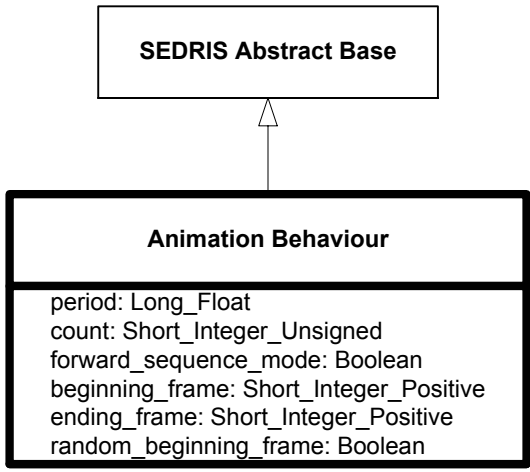 SEDRIS Abstract Base
Animation Behaviour
period: Long_Float
count: Short_Integer_Unsigned
forward_sequence_mode: Boolean
beginning_frame: Short_Integer_Positive
ending_frame: Short_Integer_Positive
random_beginning_frame: Boolean